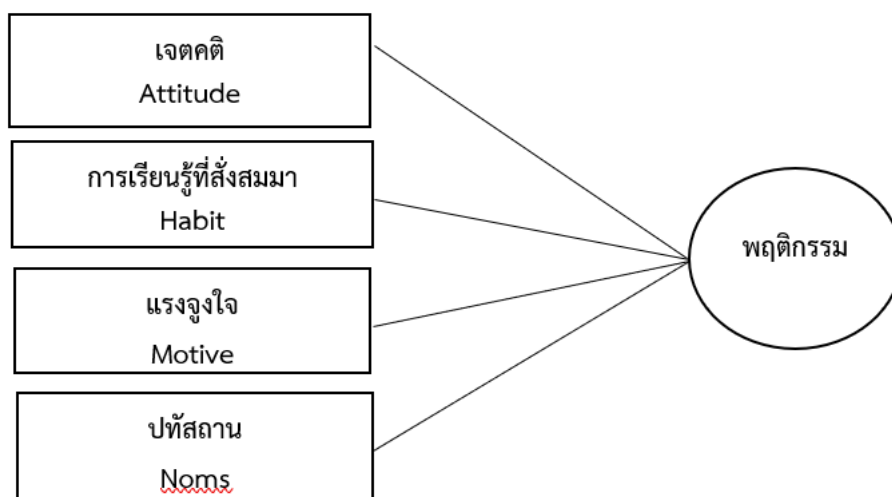 เจตคติ
Attitude
การเรียนรู้ที่สั่งสมมา
Habit
แรงจูงใจ
Motive
ปทัสถาน
Noms
พฤติกรรม